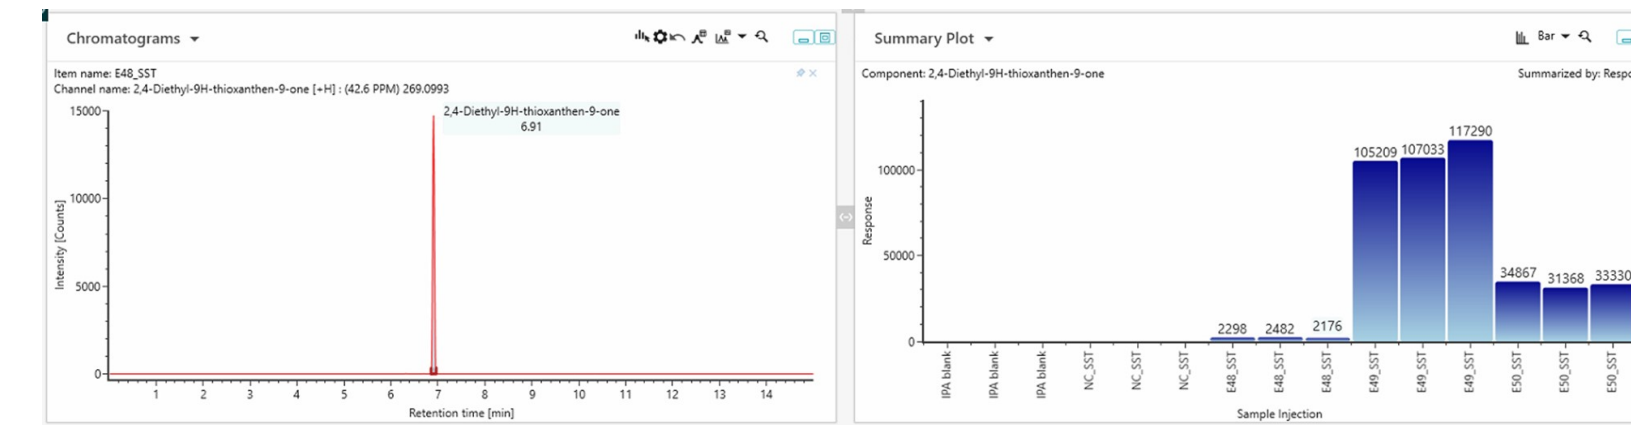 Chromatograms
Item name: E48_SST
Channel name: 2,4-Diethyl-9H-thioxanthen-9-one [+H] : (42.6 PPM) 269.0993
2,4-Diethyl-9H-thioxanthen-9-one
6.91
15000
10000
5000
0
Intensity [Counts]
1 2 3 4 5 6 7 8 9 10 11 12 13 14
Retention time [min]
Summary Plot
Bar
Component: 2,4-Diethyl-9H-thioxanthen-9-one
Summarized by: Respo
100000
50000
0
Response
2298 2482 2176 105209 107033 117290 34867 31368 33330
IPA blank IPA blank IPA blank NC_SST NC_SST NC_SST E48_SST E48_SST E48_SST E49_SST E49_SST E49_SST E50_SST E50_SST E50_SST
Sample Injection